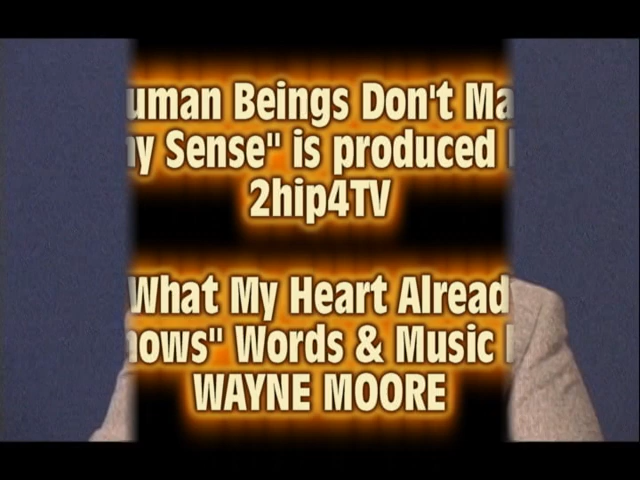 uman Beings Don't Ma
ny Sense" is produced
2hip4TV
What My Heart Alread
nows" Words & Music
WAYNE MOORE